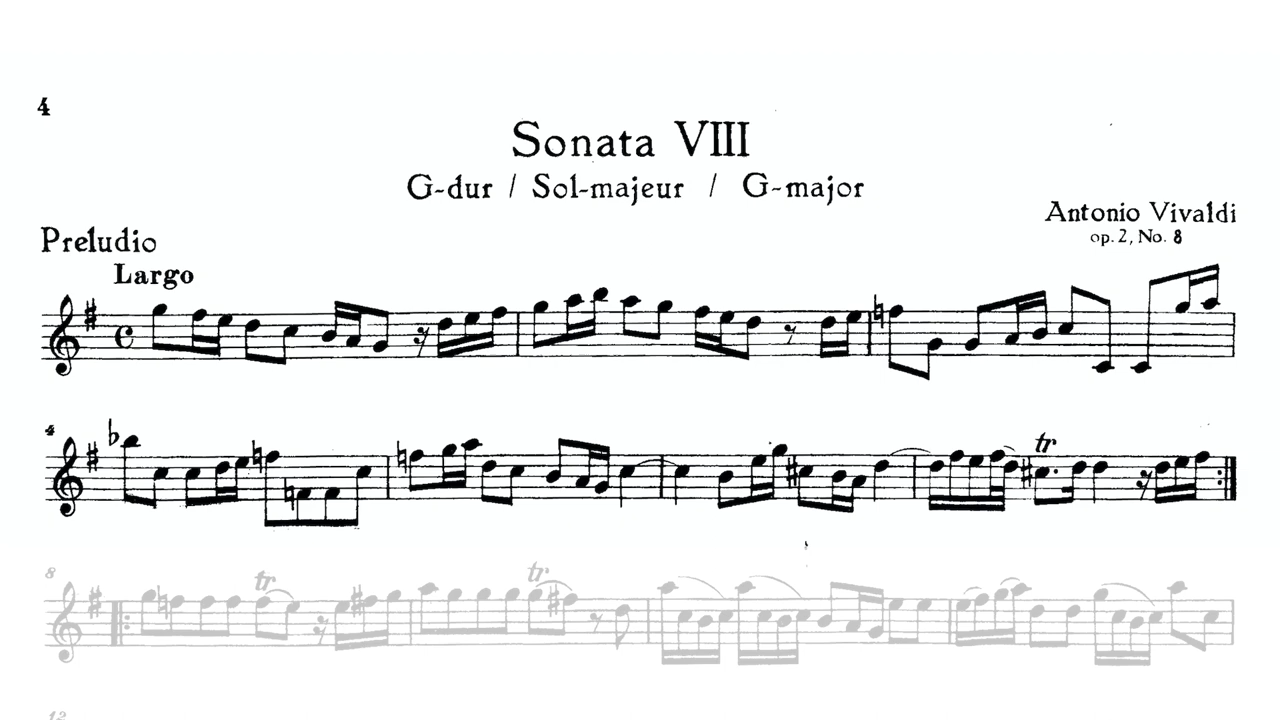 4
Sonata VIII
G-dur / Sol-majeur / G-major
Antonio Vivaldi
op. 2, No. 8
Preludio
Largo
4
tr
8
tr tr
12